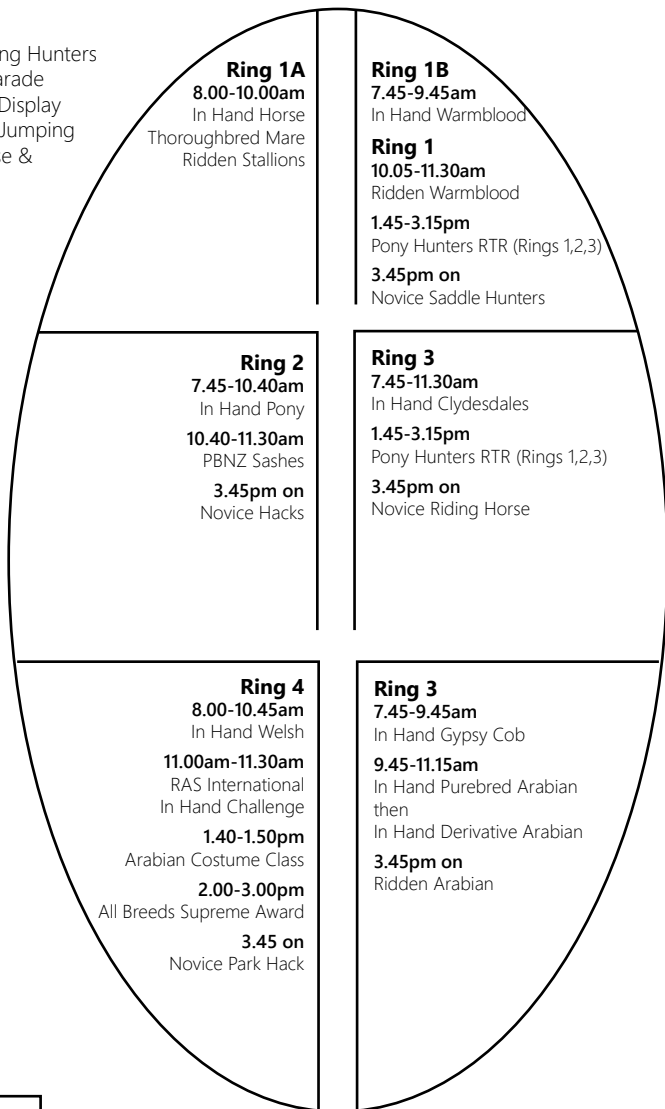 ng Hunters
arade
Display
Jumping
se &
Ring 1A
8.00-10.00am
In Hand Horse
Thoroughbred Mare
Ridden Stallions
Ring 1B
7.45-9.45am
In Hand Warmblood
Ring 1
10.05-11.30am
Ridden Warmblood
1.45-3.15pm
Pony Hunters RTR (Rings 1,2,3)
3.45pm on
Novice Saddle Hunters
Ring 2
7.45-10.40am
In Hand Pony
10.40-11.30am
PBNZ Sashes
3.45pm on
Novice Hacks
Ring 3
7.45-11.30am
In Hand Clydesdales
1.45-3.15pm
Pony Hunters RTR (Rings 1,2,3)
3.45pm on
Novice Riding Horse
Ring 4
8.00-10.45am
In Hand Welsh
11.00am-11.30am
RAS International
In Hand Challenge
1.40-1.50pm
Arabian Costume Class
2.00-3.00pm
All Breeds Supreme Award
3.45 on
Novice Park Hack
Ring 3
7.45-9.45am
In Hand Gypsy Cob
9.45-11.15am
In Hand Purebred Arabian
then
In Hand Derivative Arabian
3.45pm on
Ridden Arabian